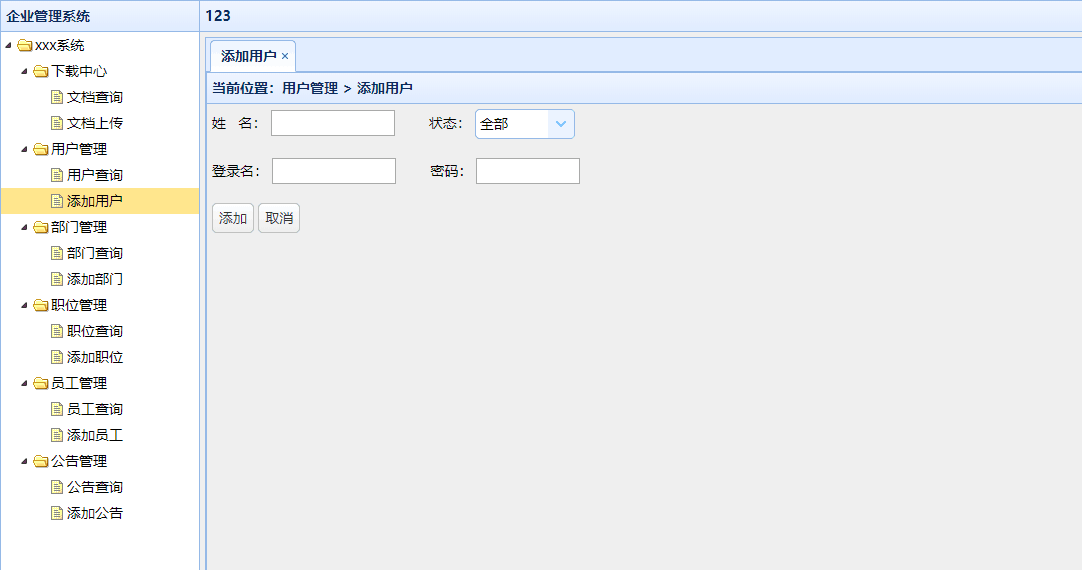 企业管理系统
xxx系统
下载中心
文档查询
文档上传
用户管理
用户查询
添加用户
部门管理
部门查询
添加部门
职位管理
职位查询
添加职位
员工管理
员工查询
添加员工
公告管理
公告查询
添加公告
123
添加用户 ×
当前位置：用户管理 > 添加用户
姓 名： 状态： 全部
登录名： 密码：
添加 取消